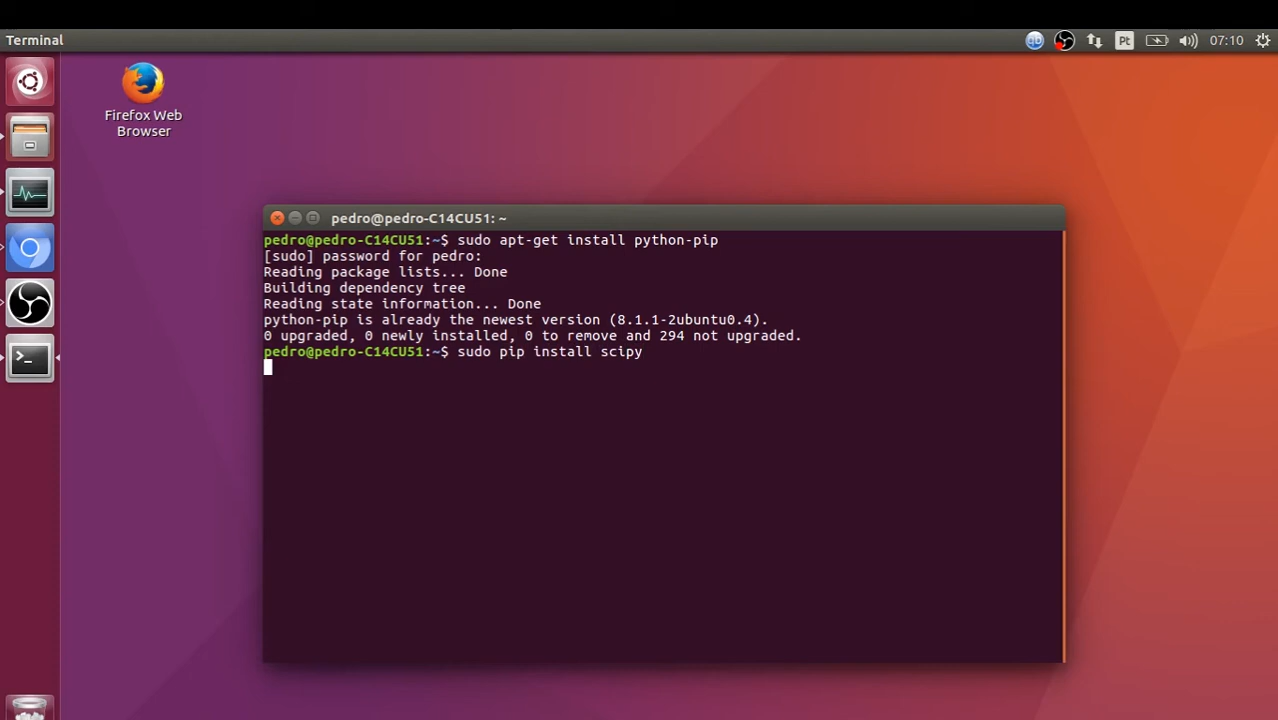 Terminal
Pt
07:10
Firefox Web
Browser
pedro@pedro-C14CU51: ~
pedro@pedro-C14CU51:~$ sudo apt-get install python-pip
[sudo] password for pedro:
Reading package lists... Done
Building dependency tree
Reading state information... Done
python-pip is already the newest version (8.1.1-2ubuntu0.4).
0 upgraded, 0 newly installed, 0 to remove and 294 not upgraded.
pedro@pedro-C14CU51:~$ sudo pip install scipy